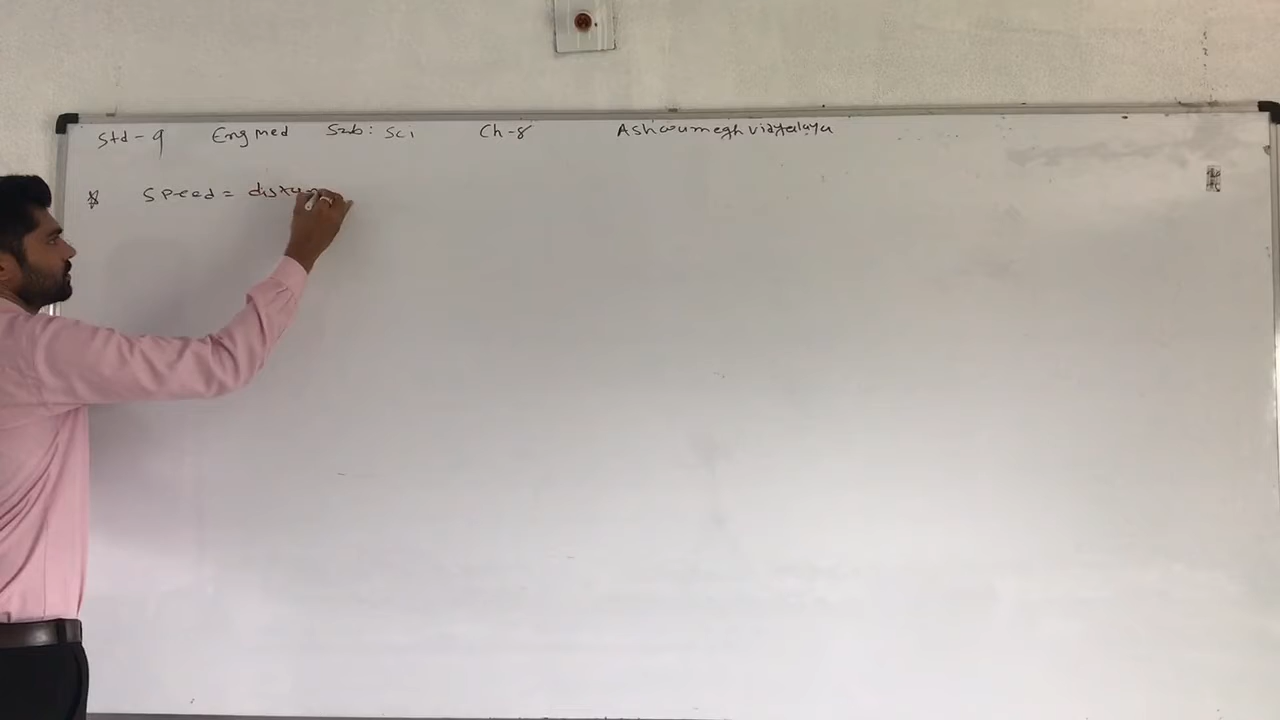 Std-9 Eng Med Sub: Sci Ch-8 Ashwamegh vidyalaya
* Speed = distan